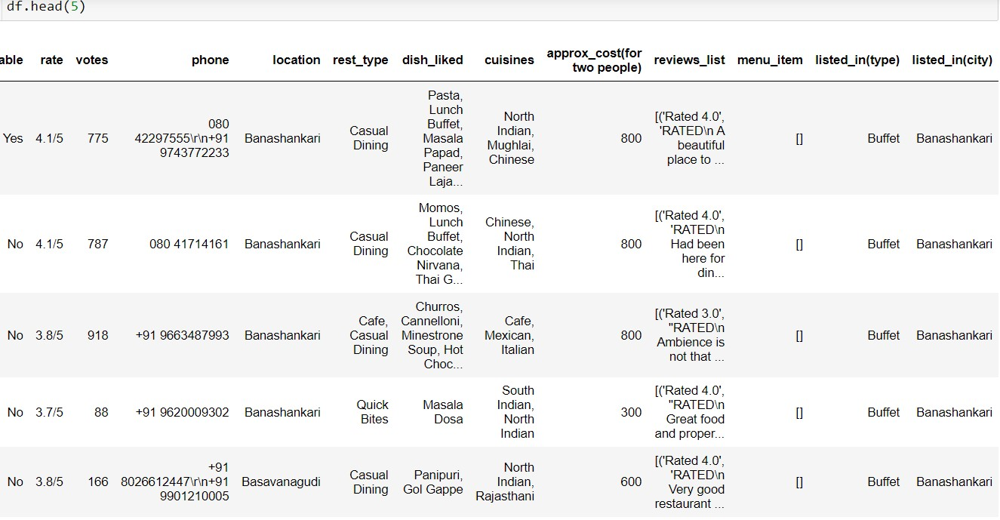 df.head(5)
able rate votes phone location rest_type dish_liked cuisines approx_cost(for two people) reviews_list menu_item listed_in(type) listed_in(city)
Yes 4.1/5 775 080 42297555\r\n+91 9743772233 Banashankari Casual Dining Pasta, Lunch Buffet, Masala Papad, Paneer Laja... North Indian, Mughlai, Chinese 800 [('Rated 4.0', 'RATED\n A beautiful place to ... [] Buffet Banashankari
No 4.1/5 787 080 41714161 Banashankari Casual Dining Momos, Lunch Buffet, Chocolate Nirvana, Thai G... Chinese, North Indian, Thai 800 [('Rated 4.0', 'RATED\n Had been here for din... [] Buffet Banashankari
No 3.8/5 918 +91 9663487993 Banashankari Cafe, Casual Dining Churros, Cannelloni, Minestrone Soup, Hot Choc... Cafe, Mexican, Italian 800 [('Rated 3.0', "RATED\n Ambience is not that ... [] Buffet Banashankari
No 3.7/5 88 +91 9620009302 Banashankari Quick Bites Masala Dosa South Indian, North Indian 300 [('Rated 4.0', "RATED\n Great food and proper... [] Buffet Banashankari
No 3.8/5 166 +91 8026612447\r\n+91 9901210005 Basavanagudi Casual Dining Panipuri, Gol Gappe North Indian, Rajasthani 600 [('Rated 4.0', 'RATED\n Very good restaurant ... [] Buffet Banashankari